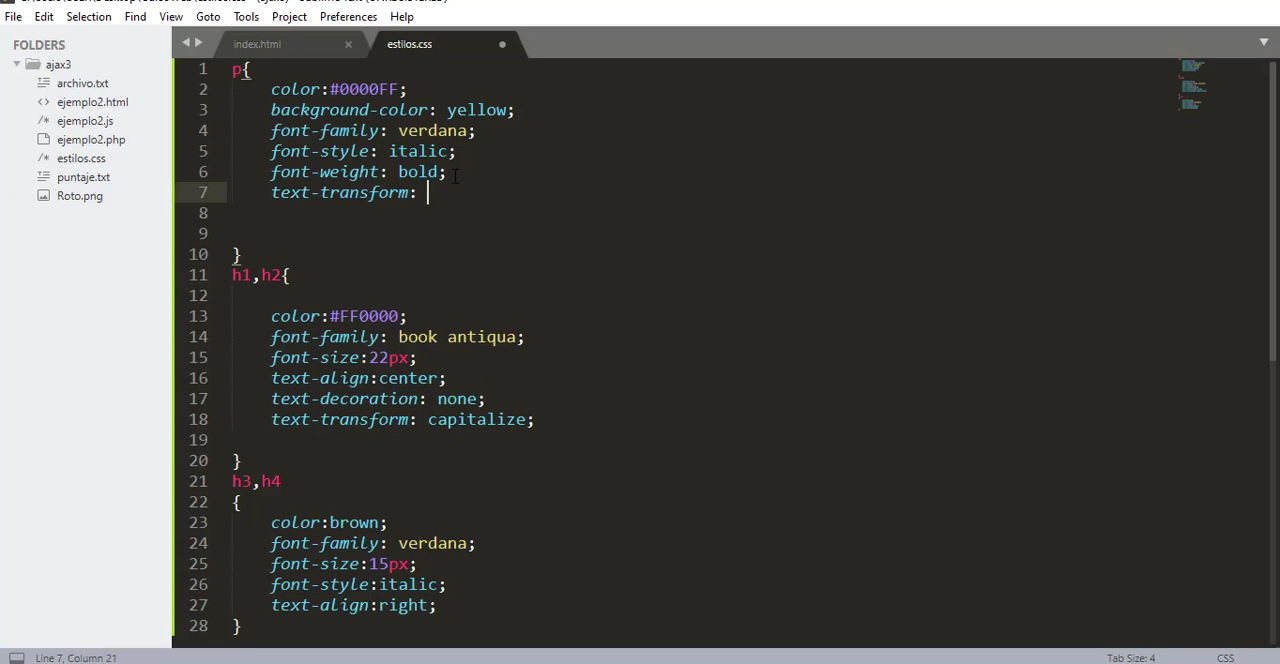 File Edit Selection Find View Goto Tools Project Preferences Help
FOLDERS
ajax3
archivo.txt
ejemplo2.html
ejemplo2.js
ejemplo2.php
estilos.css
puntaje.txt
Roto.png
index.html
estilos.css
1 p{
2 color:#0000FF;
3 background-color: yellow;
4 font-family: verdana;
5 font-style: italic;
6 font-weight: bold;
7 text-transform:
8
9
10 }
11 h1,h2{
12
13 color:#FF0000;
14 font-family: book antiqua;
15 font-size:22px;
16 text-align:center;
17 text-decoration: none;
18 text-transform: capitalize;
19
20 }
21 h3,h4
22 {
23 color:brown;
24 font-family: verdana;
25 font-size:15px;
26 font-style:italic;
27 text-align:right;
28 }
Line 7, Column 21
Tab Size: 4
CSS